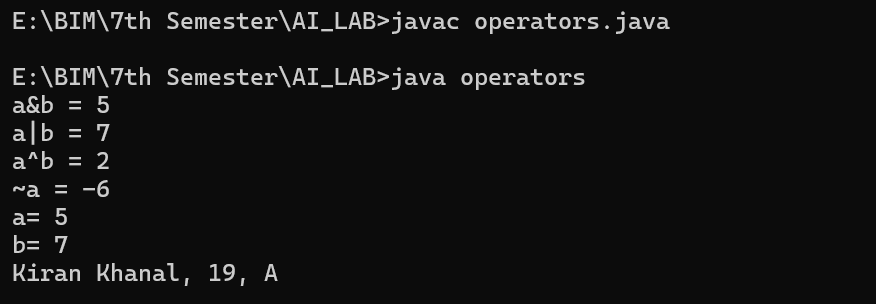 E:\BIM\7th Semester\AI_LAB>javac operators.java
E:\BIM\7th Semester\AI_LAB>java operators
a&b = 5
a|b = 7
a^b = 2
~a = -6
a= 5
b= 7
Kiran Khanal, 19, A